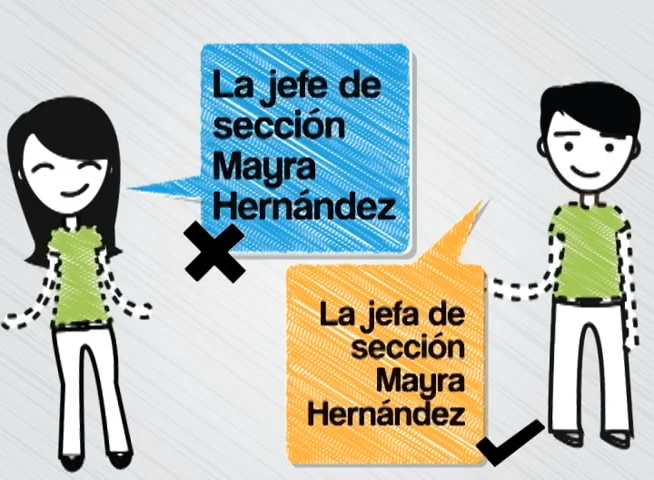 La jefe de
sección
Mayra
Hernández
La jefa de
sección
Mayra
Hernández